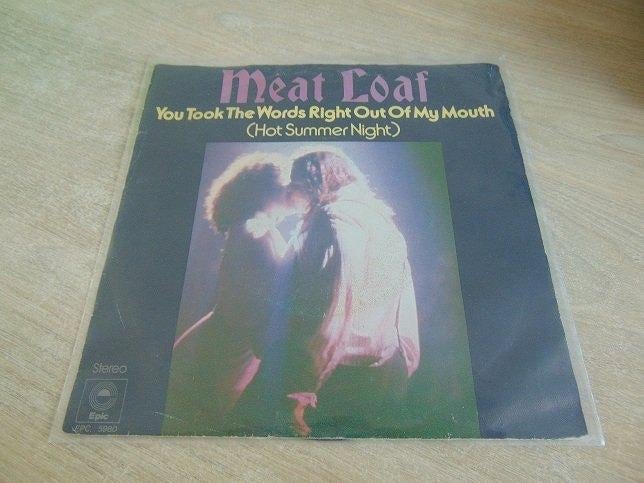 Meat Loaf
You Took The Words Right Out Of My Mouth
(Hot Summer Night)
Stereo
Epic
EPC. 5980